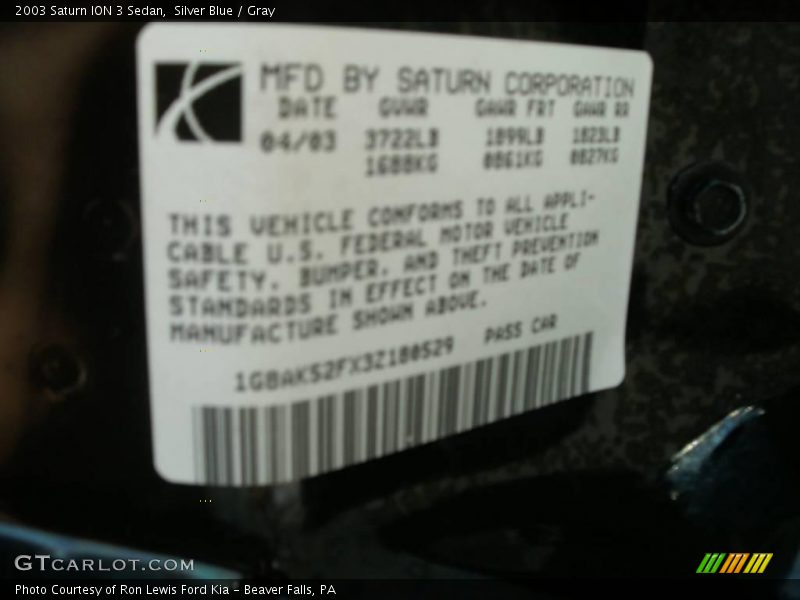 2003 Saturn ION 3 Sedan,  Silver Blue / Gray
MFD BY SATURN CORPORATION
DATE GVWR GAWR FRT GAWR RR
04/03 3722LB 1899LB 1823LB
1688KG 0861KG 0827KG
THIS VEHICLE CONFORMS TO ALL APPLI-
CABLE U.S. FEDERAL MOTOR VEHICLE
SAFETY, BUMPER, AND THEFT PREVENTION
STANDARDS IN EFFECT ON THE DATE OF
MANUFACTURE SHOWN ABOVE.
1G8AK52FX3Z180529 PASS CAR
GTCARLOT.COM
Photo Courtesy of Ron Lewis Ford Kia - Beaver Falls, PA